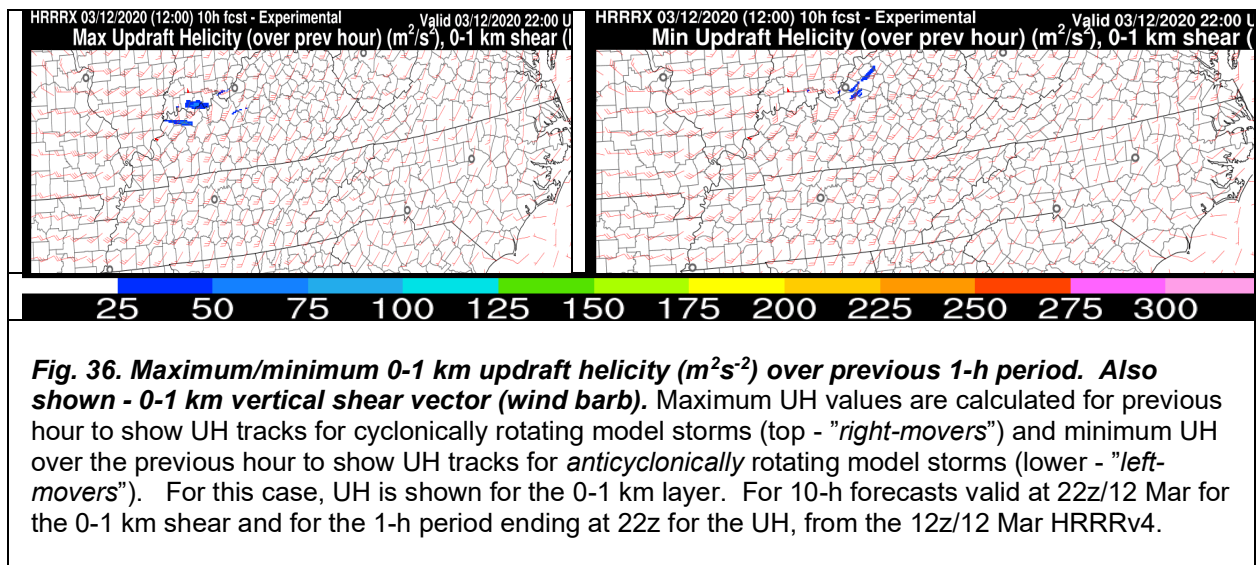 HRRRX 03/12/2020 (12:00) 10h fcst - Experimental Valid 03/12/2020 22:00 U
Max Updraft Helicity (over prev hour) (m²/s²), 0-1 km shear (
HRRRX 03/12/2020 (12:00) 10h fcst - Experimental Valid 03/12/2020 22:00 U
Min Updraft Helicity (over prev hour) (m²/s²), 0-1 km shear (
25 50 75 100 125 150 175 200 225 250 275 300
Fig. 36. Maximum/minimum 0-1 km updraft helicity (m²s⁻²) over previous 1-h period. Also
shown - 0-1 km vertical shear vector (wind barb). Maximum UH values are calculated for previous
hour to show UH tracks for cyclonically rotating model storms (top - "right-movers") and minimum UH
over the previous hour to show UH tracks for anticyclonically rotating model storms (lower - "left-
movers"). For this case, UH is shown for the 0-1 km layer. For 10-h forecasts valid at 22z/12 Mar for
the 0-1 km shear and for the 1-h period ending at 22z for the UH, from the 12z/12 Mar HRRRv4.